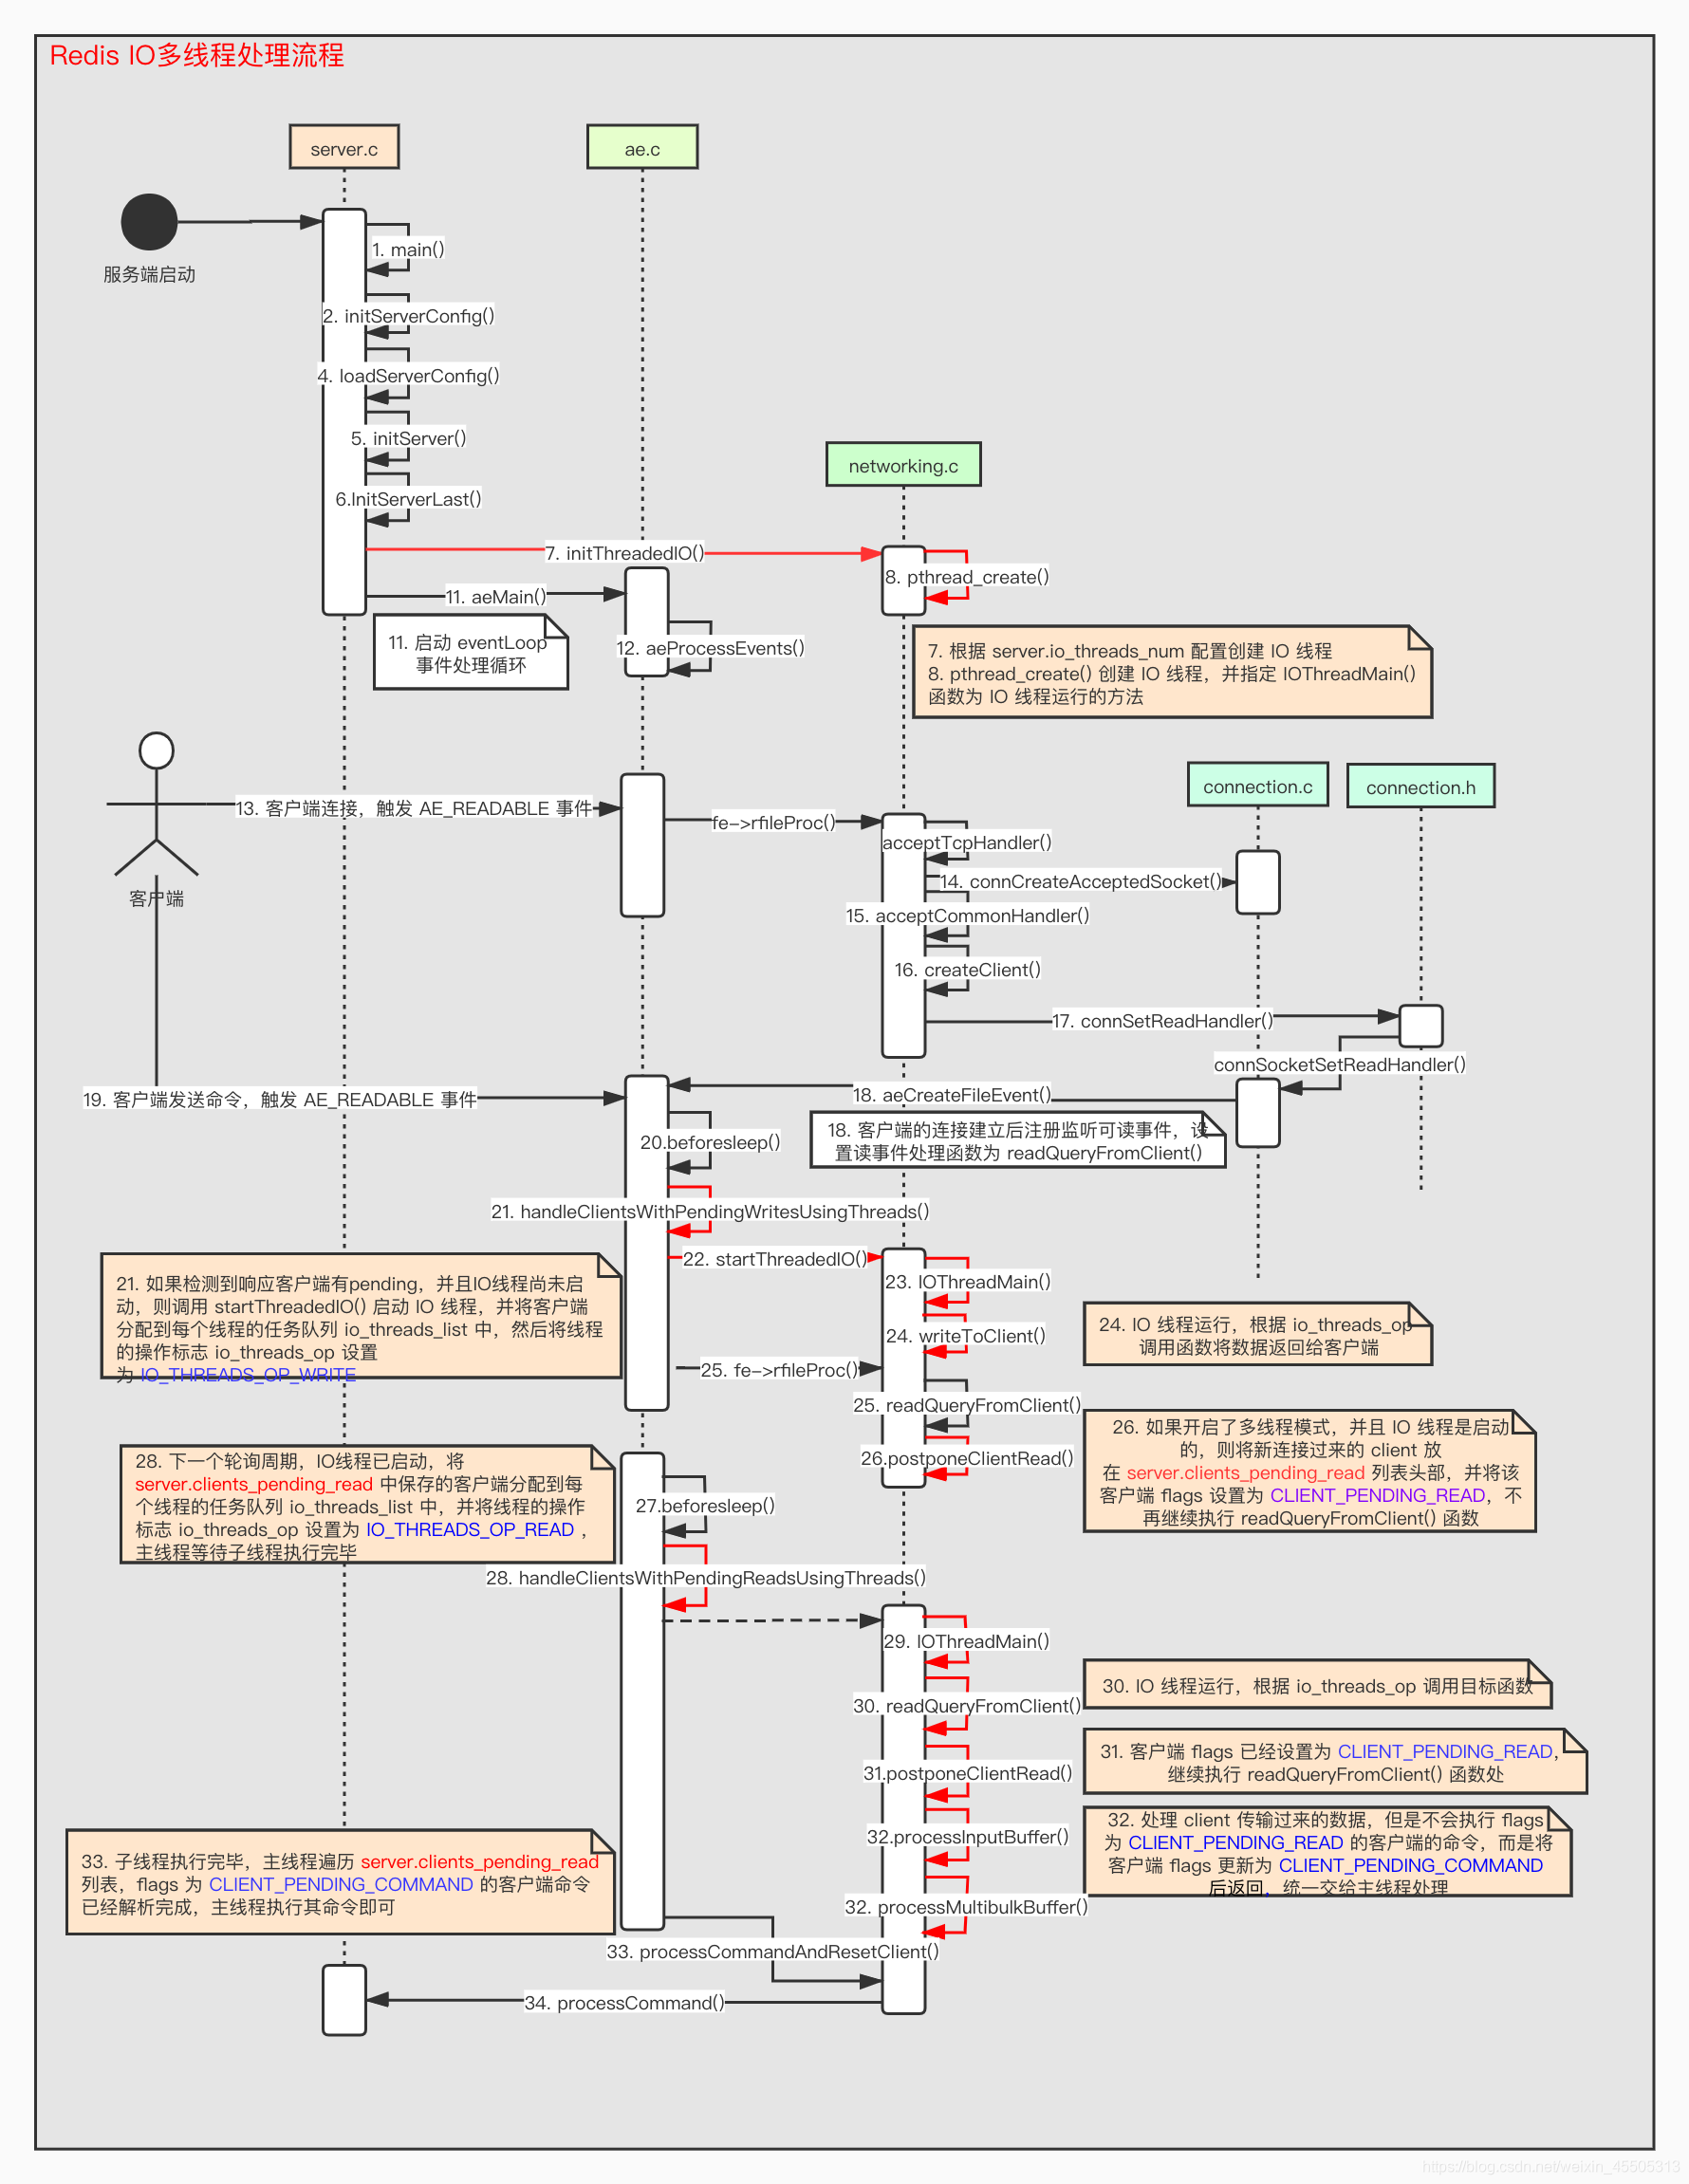 Redis IO多线程处理流程
server.c
ae.c
服务端启动
1. main()
2. initServerConfig()
4. loadServerConfig()
5. initServer()
6.InitServerLast()
networking.c
7. initThreadedIO()
8. pthread_create()
11. aeMain()
11. 启动 eventLoop
事件处理循环
12. aeProcessEvents()
7. 根据 server.io_threads_num 配置创建 IO 线程
8. pthread_create() 创建 IO 线程，并指定 IOThreadMain()
函数为 IO 线程运行的方法
客户端
connection.c
connection.h
13. 客户端连接，触发 AE_READABLE 事件
fe->rfileProc()
acceptTcpHandler()
14. connCreateAcceptedSocket()
15. acceptCommonHandler()
16. createClient()
17. connSetReadHandler()
connSocketSetReadHandler()
18. aeCreateFileEvent()
19. 客户端发送命令，触发 AE_READABLE 事件
18. 客户端的连接建立后注册监听可读事件，设
置读事件处理函数为 readQueryFromClient()
20.beforesleep()
21. handleClientsWithPendingWritesUsingThreads()
22. startThreadedIO()
23. IOThreadMain()
21. 如果检测到响应客户端有pending，并且IO线程尚未启
动，则调用 startThreadedIO() 启动 IO 线程，并将客户端
分配到每个线程的任务队列 io_threads_list 中，然后将线程
的操作标志 io_threads_op 设置
为 IO_THREADS_OP_WRITE
24. writeToClient()
24. IO 线程运行，根据 io_threads_op
调用函数将数据返回给客户端
25. fe->rfileProc()
25. readQueryFromClient()
26.postponeClientRead()
26. 如果开启了多线程模式，并且 IO 线程是启动
的，则将新连接过来的 client 放
在 server.clients_pending_read 列表头部，并将该
客户端 flags 设置为 CLIENT_PENDING_READ，不
再继续执行 readQueryFromClient() 函数
28. 下一个轮询周期，IO线程已启动，将
server.clients_pending_read 中保存的客户端分配到每
个线程的任务队列 io_threads_list 中，并将线程的操作
标志 io_threads_op 设置为 IO_THREADS_OP_READ ，
主线程等待子线程执行完毕
27.beforesleep()
28. handleClientsWithPendingReadsUsingThreads()
29. IOThreadMain()
30. readQueryFromClient()
30. IO 线程运行，根据 io_threads_op 调用目标函数
31.postponeClientRead()
31. 客户端 flags 已经设置为 CLIENT_PENDING_READ，
继续执行 readQueryFromClient() 函数处
32.processInputBuffer()
32. 处理 client 传输过来的数据，但是不会执行 flags
为 CLIENT_PENDING_READ 的客户端的命令，而是将
客户端 flags 更新为 CLIENT_PENDING_COMMAND
后返回，统一交给主线程处理
32. processMultibulkBuffer()
33. 子线程执行完毕，主线程遍历 server.clients_pending_read
列表，flags 为 CLIENT_PENDING_COMMAND 的客户端命令
已经解析完成，主线程执行其命令即可
33. processCommandAndResetClient()
34. processCommand()
https://blog.csdn.net/weixin_45505313